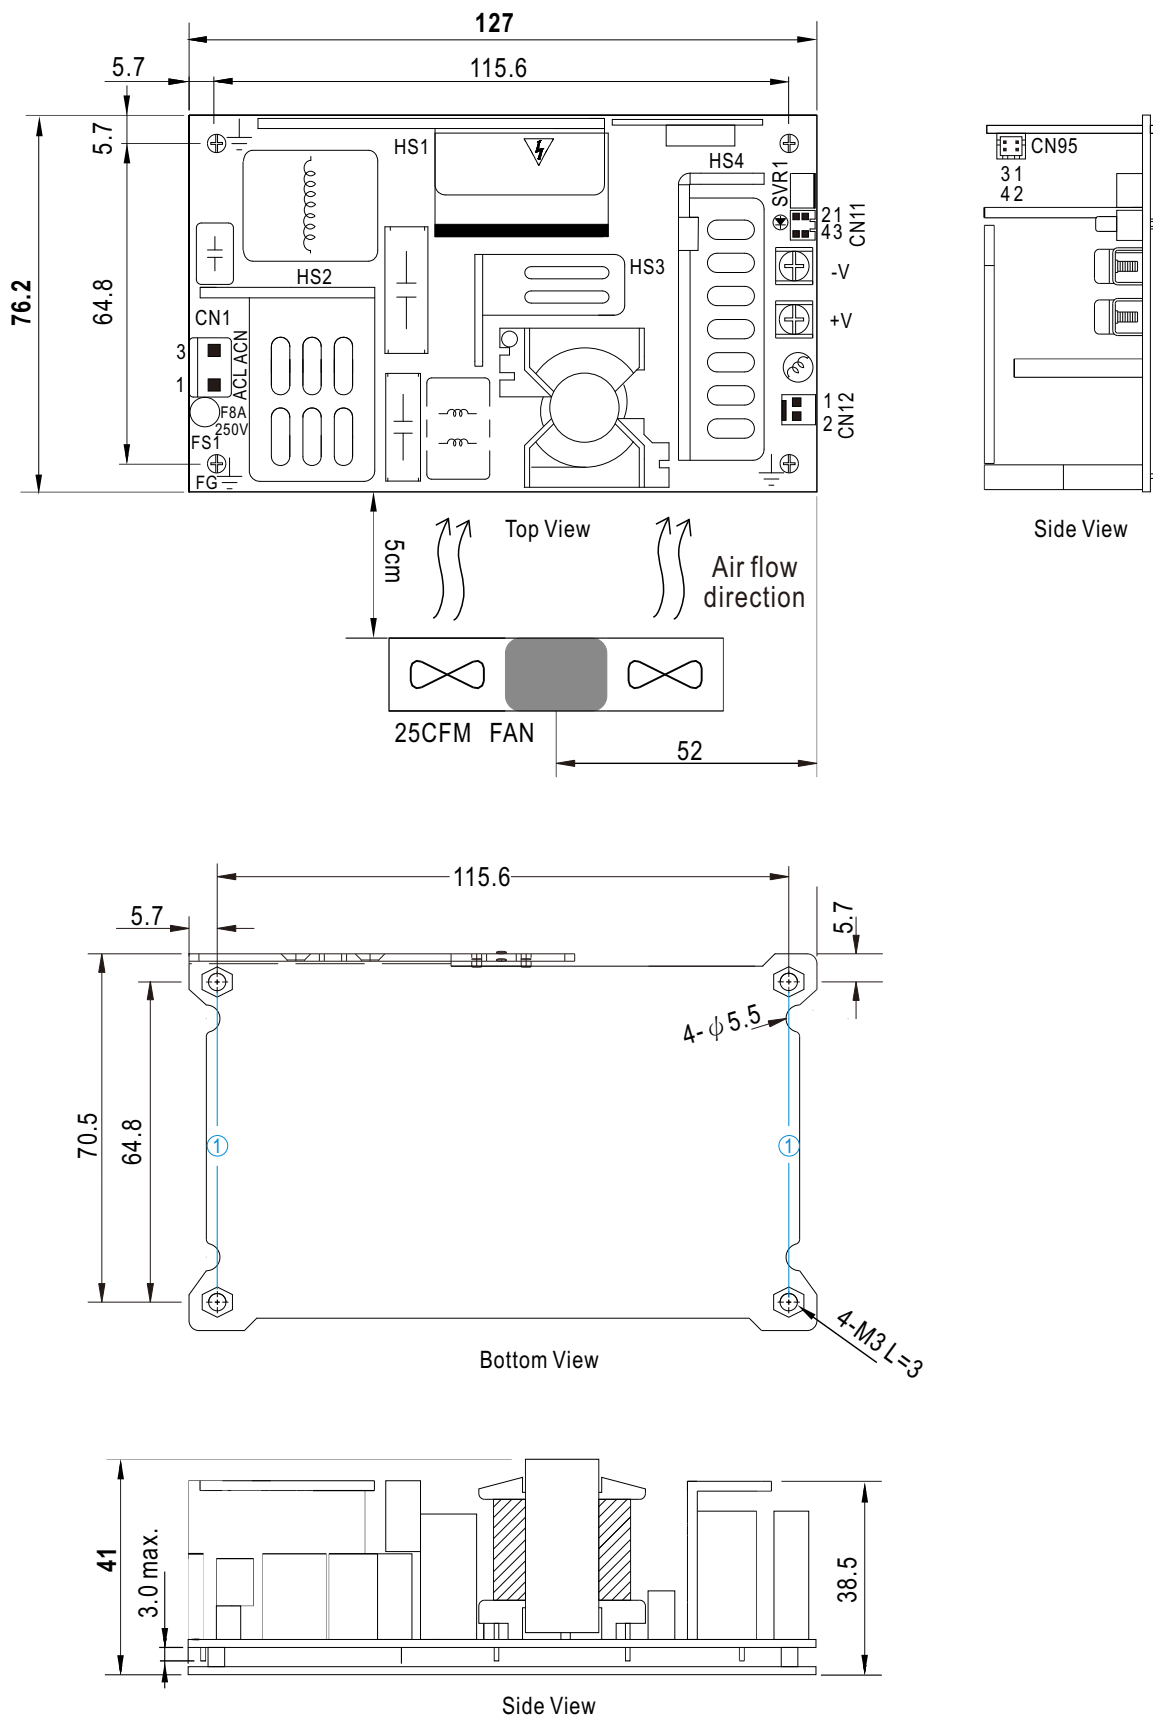 127
5.7
115.6
5.7
76.2
64.8
HS1
HS4
SVR1
21
43
CN11
HS2
HS3
-V
+V
CN1
3
1
ACL ACN
F8A
250V
FS1
FG
1
2
CN12
CN95
31
42
5cm
Top View
Air flow
direction
Side View
25CFM FAN
52
115.6
5.7
5.7
4-φ5.5
70.5
64.8
1
1
4-M3 L=3
Bottom View
41
3.0 max.
38.5
Side View